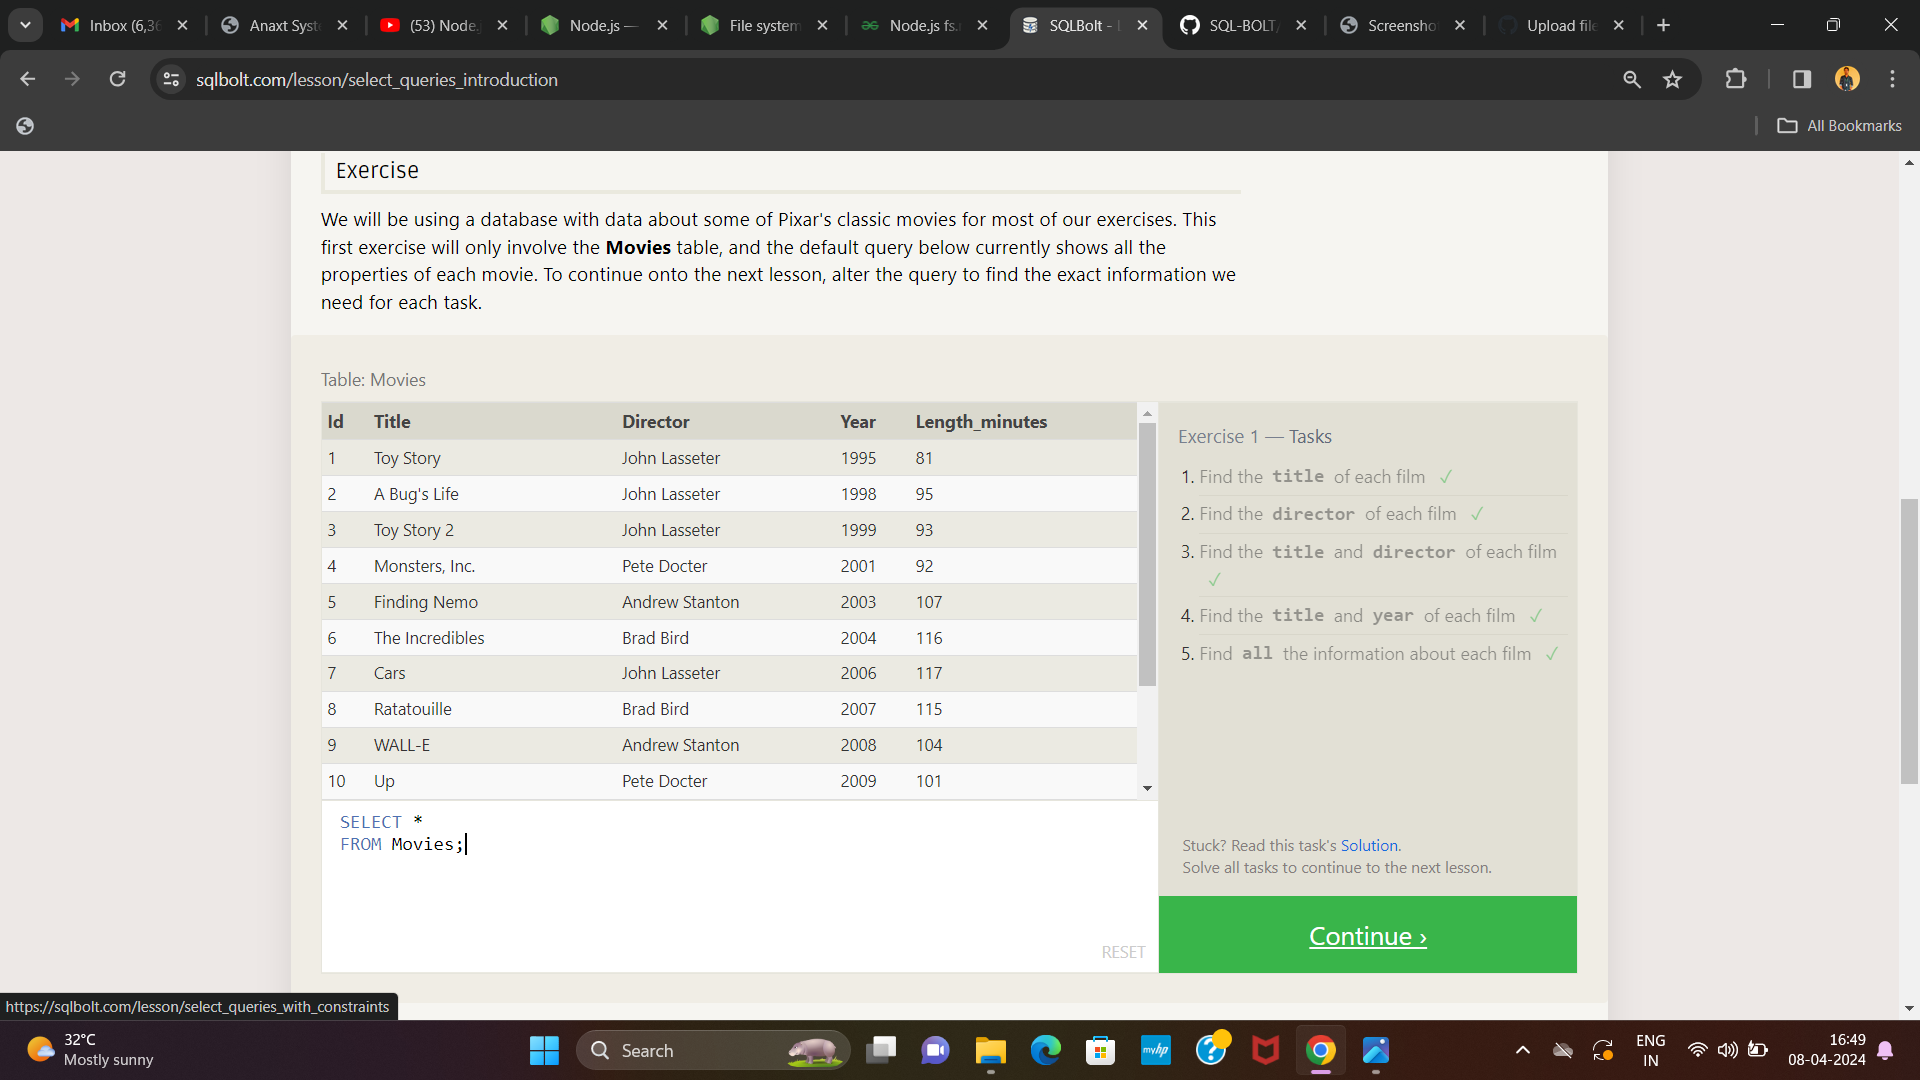 Inbox (6,36
Anaxt Syst
(53) Node.j
Node.js —
File system
Node.js fs.r
SQLBolt - l
SQL-BOLT/
Screensho
Upload file
sqlbolt.com/lesson/select_queries_introduction
All Bookmarks
Exercise
We will be using a database with data about some of Pixar's classic movies for most of our exercises. This
first exercise will only involve the Movies table, and the default query below currently shows all the
properties of each movie. To continue onto the next lesson, alter the query to find the exact information we
need for each task.
Table: Movies
Id Title Director Year Length_minutes
1 Toy Story John Lasseter 1995 81
2 A Bug's Life John Lasseter 1998 95
3 Toy Story 2 John Lasseter 1999 93
4 Monsters, Inc. Pete Docter 2001 92
5 Finding Nemo Andrew Stanton 2003 107
6 The Incredibles Brad Bird 2004 116
7 Cars John Lasseter 2006 117
8 Ratatouille Brad Bird 2007 115
9 WALL-E Andrew Stanton 2008 104
10 Up Pete Docter 2009 101
SELECT *
FROM Movies;
RESET
Exercise 1 — Tasks
1. Find the title of each film ✓
2. Find the director of each film ✓
3. Find the title and director of each film
✓
4. Find the title and year of each film ✓
5. Find all the information about each film ✓
Stuck? Read this task's Solution.
Solve all tasks to continue to the next lesson.
Continue ›
https://sqlbolt.com/lesson/select_queries_with_constraints
32°C
Mostly sunny
Search
myhp
ENG
IN
16:49
08-04-2024